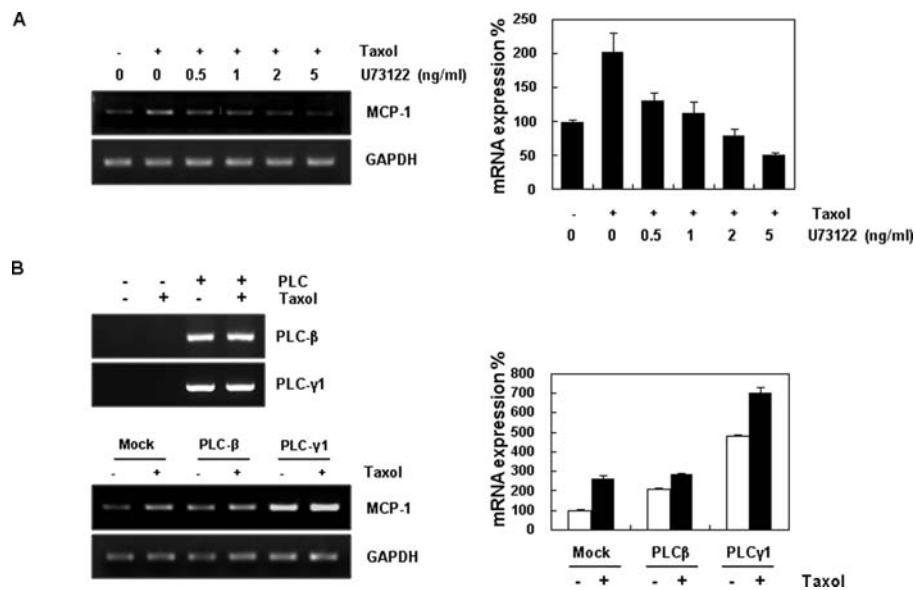 A
- + + + + + Taxol
0 0 0.5 1 2 5 U73122 (ng/ml)
MCP-1
GAPDH
mRNA expression %
250
200
150
100
50
0
- + + + + + Taxol
0 0 0.5 1 2 5 U73122 (ng/ml)
B
- - + + PLC
- + - + Taxol
PLC-β
PLC-γ1
Mock PLC-β PLC-γ1
- + - + - + Taxol
MCP-1
GAPDH
mRNA expression %
800
700
600
500
400
300
200
100
0
Mock PLCβ PLCγ1
- + - + - + Taxol